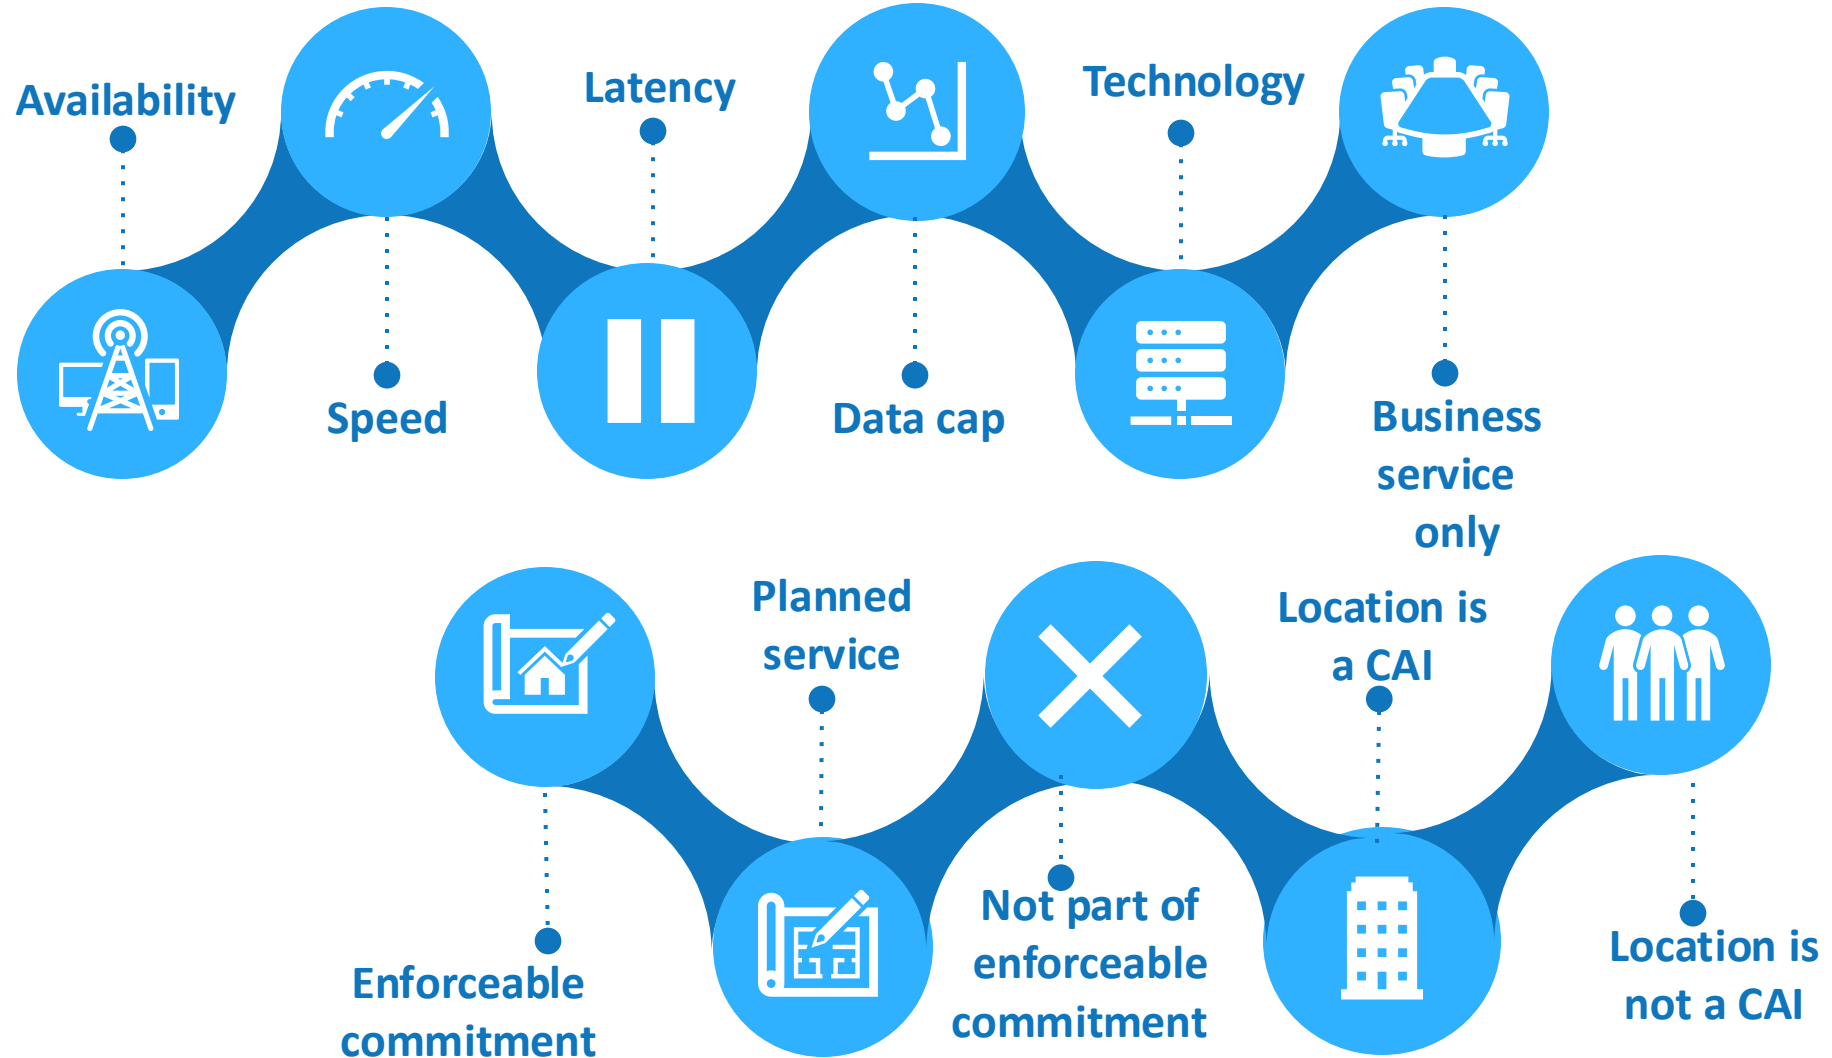 Availability
Speed
Latency
Data cap
Technology
Business
service
only
Enforceable
commitment
Planned
service
Not part of
enforceable
commitment
Location is
a CAI
Location is
not a CAI